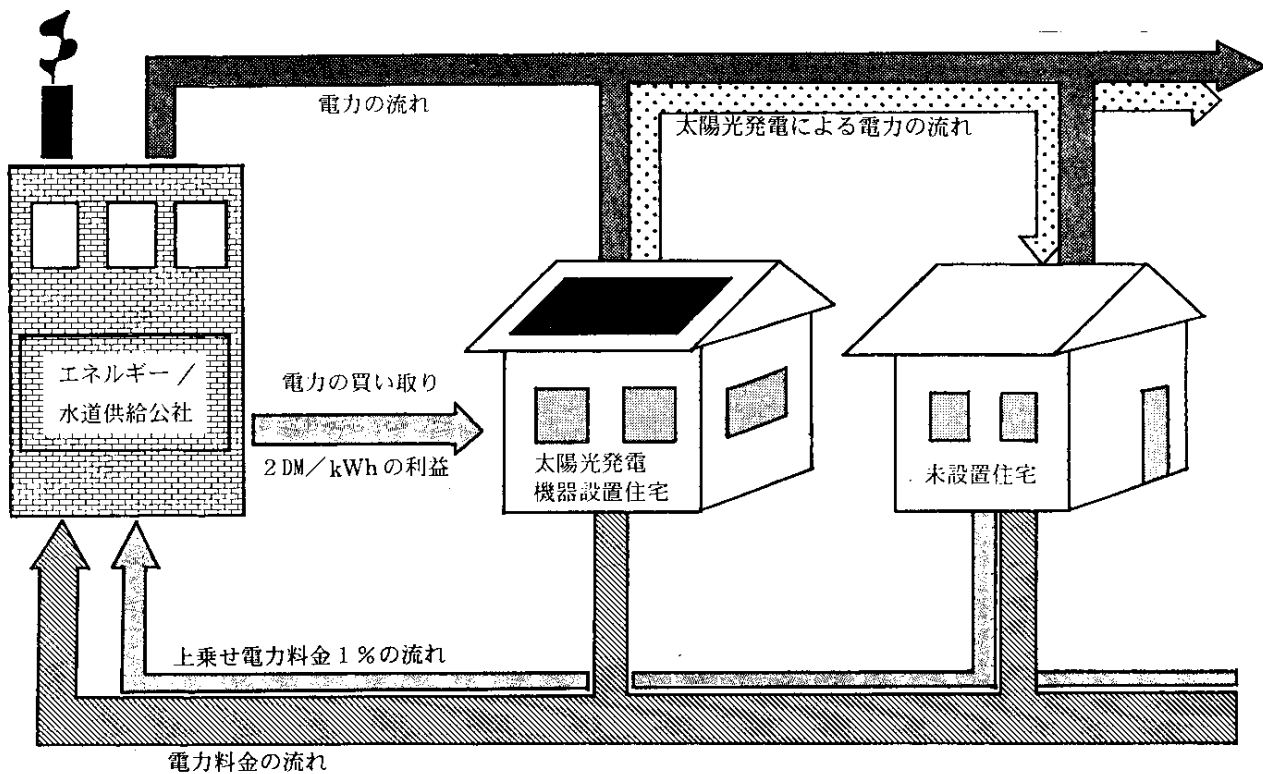 電力の流れ
太陽光発電による電力の流れ
エネルギー／
水道供給公社
電力の買い取り
2DM／kWhの利益
太陽光発電
機器設置住宅
未設置住宅
上乗せ電力料金1％の流れ
電力料金の流れ